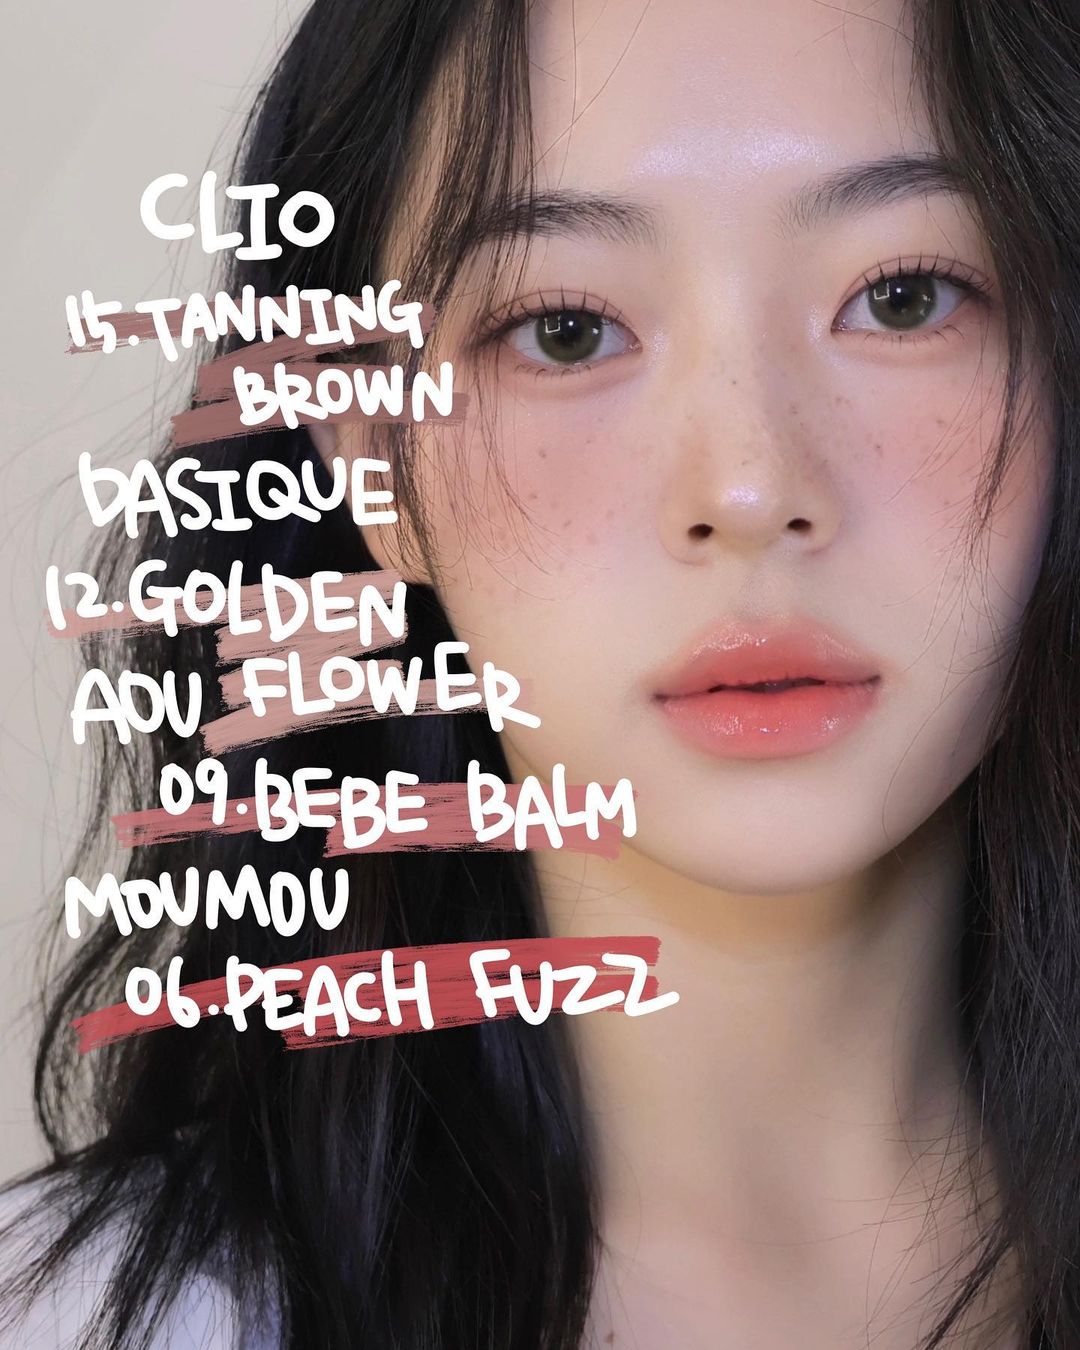 CLIO
15.TANNING
BROWN
DASIQUE
12.GOLDEN
AOU FLOWER
09.BEBE BALM
MOUMOU
06.PEACH FUZZ